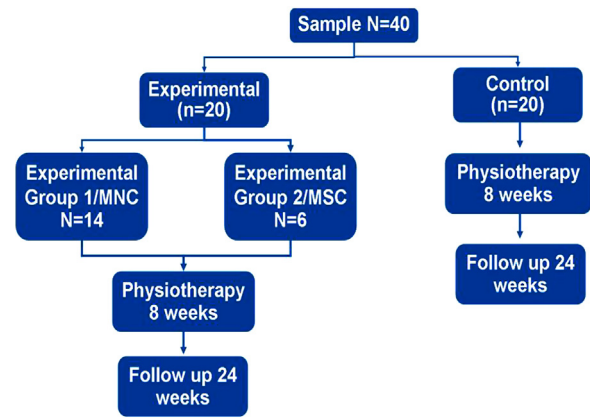 Sample N=40
Experimental
(n=20)
Control
(n=20)
Experimental
Group 1/MNC
N=14
Experimental
Group 2/MSC
N=6
Physiotherapy
8 weeks
Physiotherapy
8 weeks
Follow up 24
weeks
Follow up 24
weeks